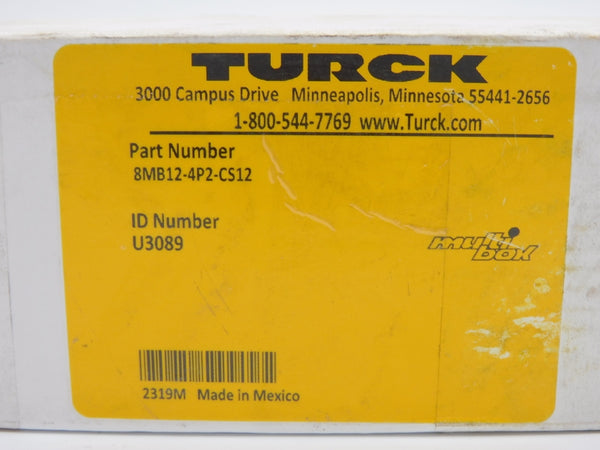 TURCK
3000 Campus Drive Minneapolis, Minnesota 55441-2656
1-800-544-7769 www.Turck.com
Part Number
8MB12-4P2-CS12
ID Number
U3089
multi
box
2319M Made in Mexico